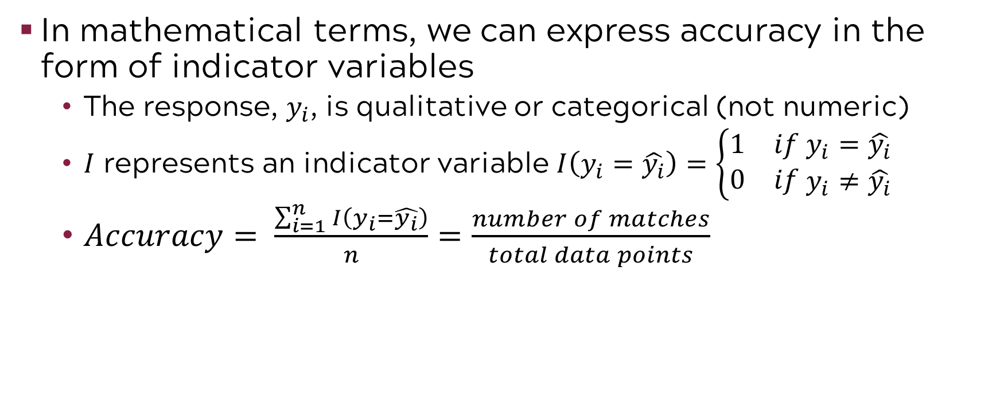 ▪ In mathematical terms, we can express accuracy in the
form of indicator variables
• The response, $y_i$, is qualitative or categorical (not numeric)
• $I$ represents an indicator variable $I(y_i = \hat{y_i}) = \begin{cases} 1 & if\ y_i = \hat{y_i} \\ 0 & if\ y_i \neq \hat{y_i} \end{cases}$
• $Accuracy = \frac{\sum_{i=1}^{n} I(y_i = \hat{y_i})}{n} = \frac{number\ of\ matches}{total\ data\ points}$